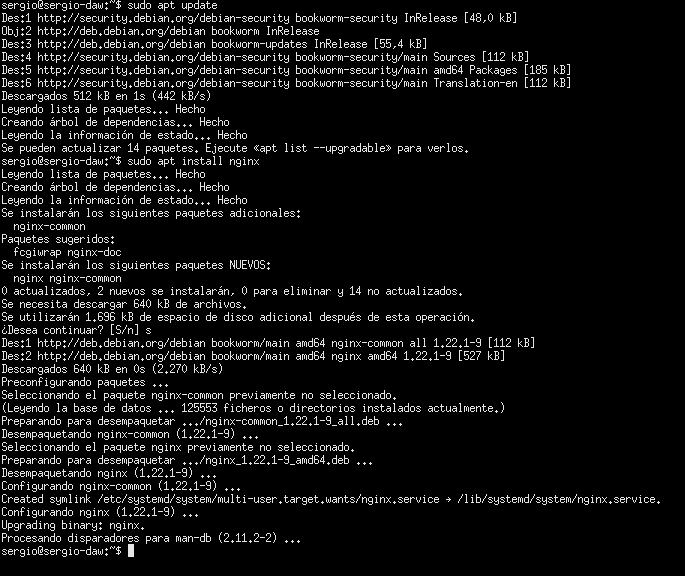 sergio@sergio-daw:~$ sudo apt update
Des:1 http://security.debian.org/debian-security bookworm-security InRelease [48,0 kB]
Obj:2 http://deb.debian.org/debian bookworm InRelease
Des:3 http://deb.debian.org/debian bookworm-updates InRelease [55,4 kB]
Des:4 https://security.debian.org/debian-security bookworm-security/main Sources [112 kB]
Des:5 https://security.debian.org/debian-security bookworm-security/main amd64 Packages [185 kB]
Des:6 http://security.debian.org/debian-security bookworm-security/main Translation-en [112 kB]
Descargados 512 kB en 1s (442 kB/s)
Leyendo lista de paquetes... Hecho
Creando árbol de dependencias... Hecho
Leyendo la información de estado... Hecho
Se pueden actualizar 14 paquetes. Ejecute «apt list --upgradable» para verlos.
sergio@sergio-daw:~$ sudo apt install nginx
Leyendo lista de paquetes... Hecho
Creando árbol de dependencias... Hecho
Leyendo la información de estado... Hecho
Se instalarán los siguientes paquetes adicionales:
  nginx-common
Paquetes sugeridos:
  fcgiwrap nginx-doc
Se instalarán los siguientes paquetes NUEVOS:
  nginx nginx-common
0 actualizados, 2 nuevos se instalarán, 0 para eliminar y 14 no actualizados.
Se necesita descargar 640 kB de archivos.
Se utilizarán 1.696 kB de espacio de disco adicional después de esta operación.
¿Desea continuar? [S/n] s
Des:1 http://deb.debian.org/debian bookworm/main amd64 nginx-common all 1.22.1-9 [112 kB]
Des:2 http://deb.debian.org/debian bookworm/main amd64 nginx amd64 1.22.1-9 [527 kB]
Descargados 640 kB en 0s (2.270 kB/s)
Preconfigurando paquetes ...
Seleccionando el paquete nginx-common previamente no seleccionado.
(Leyendo la base de datos ... 125553 ficheros o directorios instalados actualmente.)
Preparando para desempaquetar .../nginx-common_1.22.1-9_all.deb ...
Desempaquetando nginx-common (1.22.1-9) ...
Seleccionando el paquete nginx previamente no seleccionado.
Preparando para desempaquetar .../nginx_1.22.1-9_amd64.deb ...
Desempaquetando nginx (1.22.1-9) ...
Configurando nginx-common (1.22.1-9) ...
Created symlink /etc/systemd/system/multi-user.target.wants/nginx.service → /lib/systemd/system/nginx.service.
Configurando nginx (1.22.1-9) ...
Upgrading binary: nginx.
Procesando disparadores para man-db (2.11.2-2) ...
sergio@sergio-daw:~$